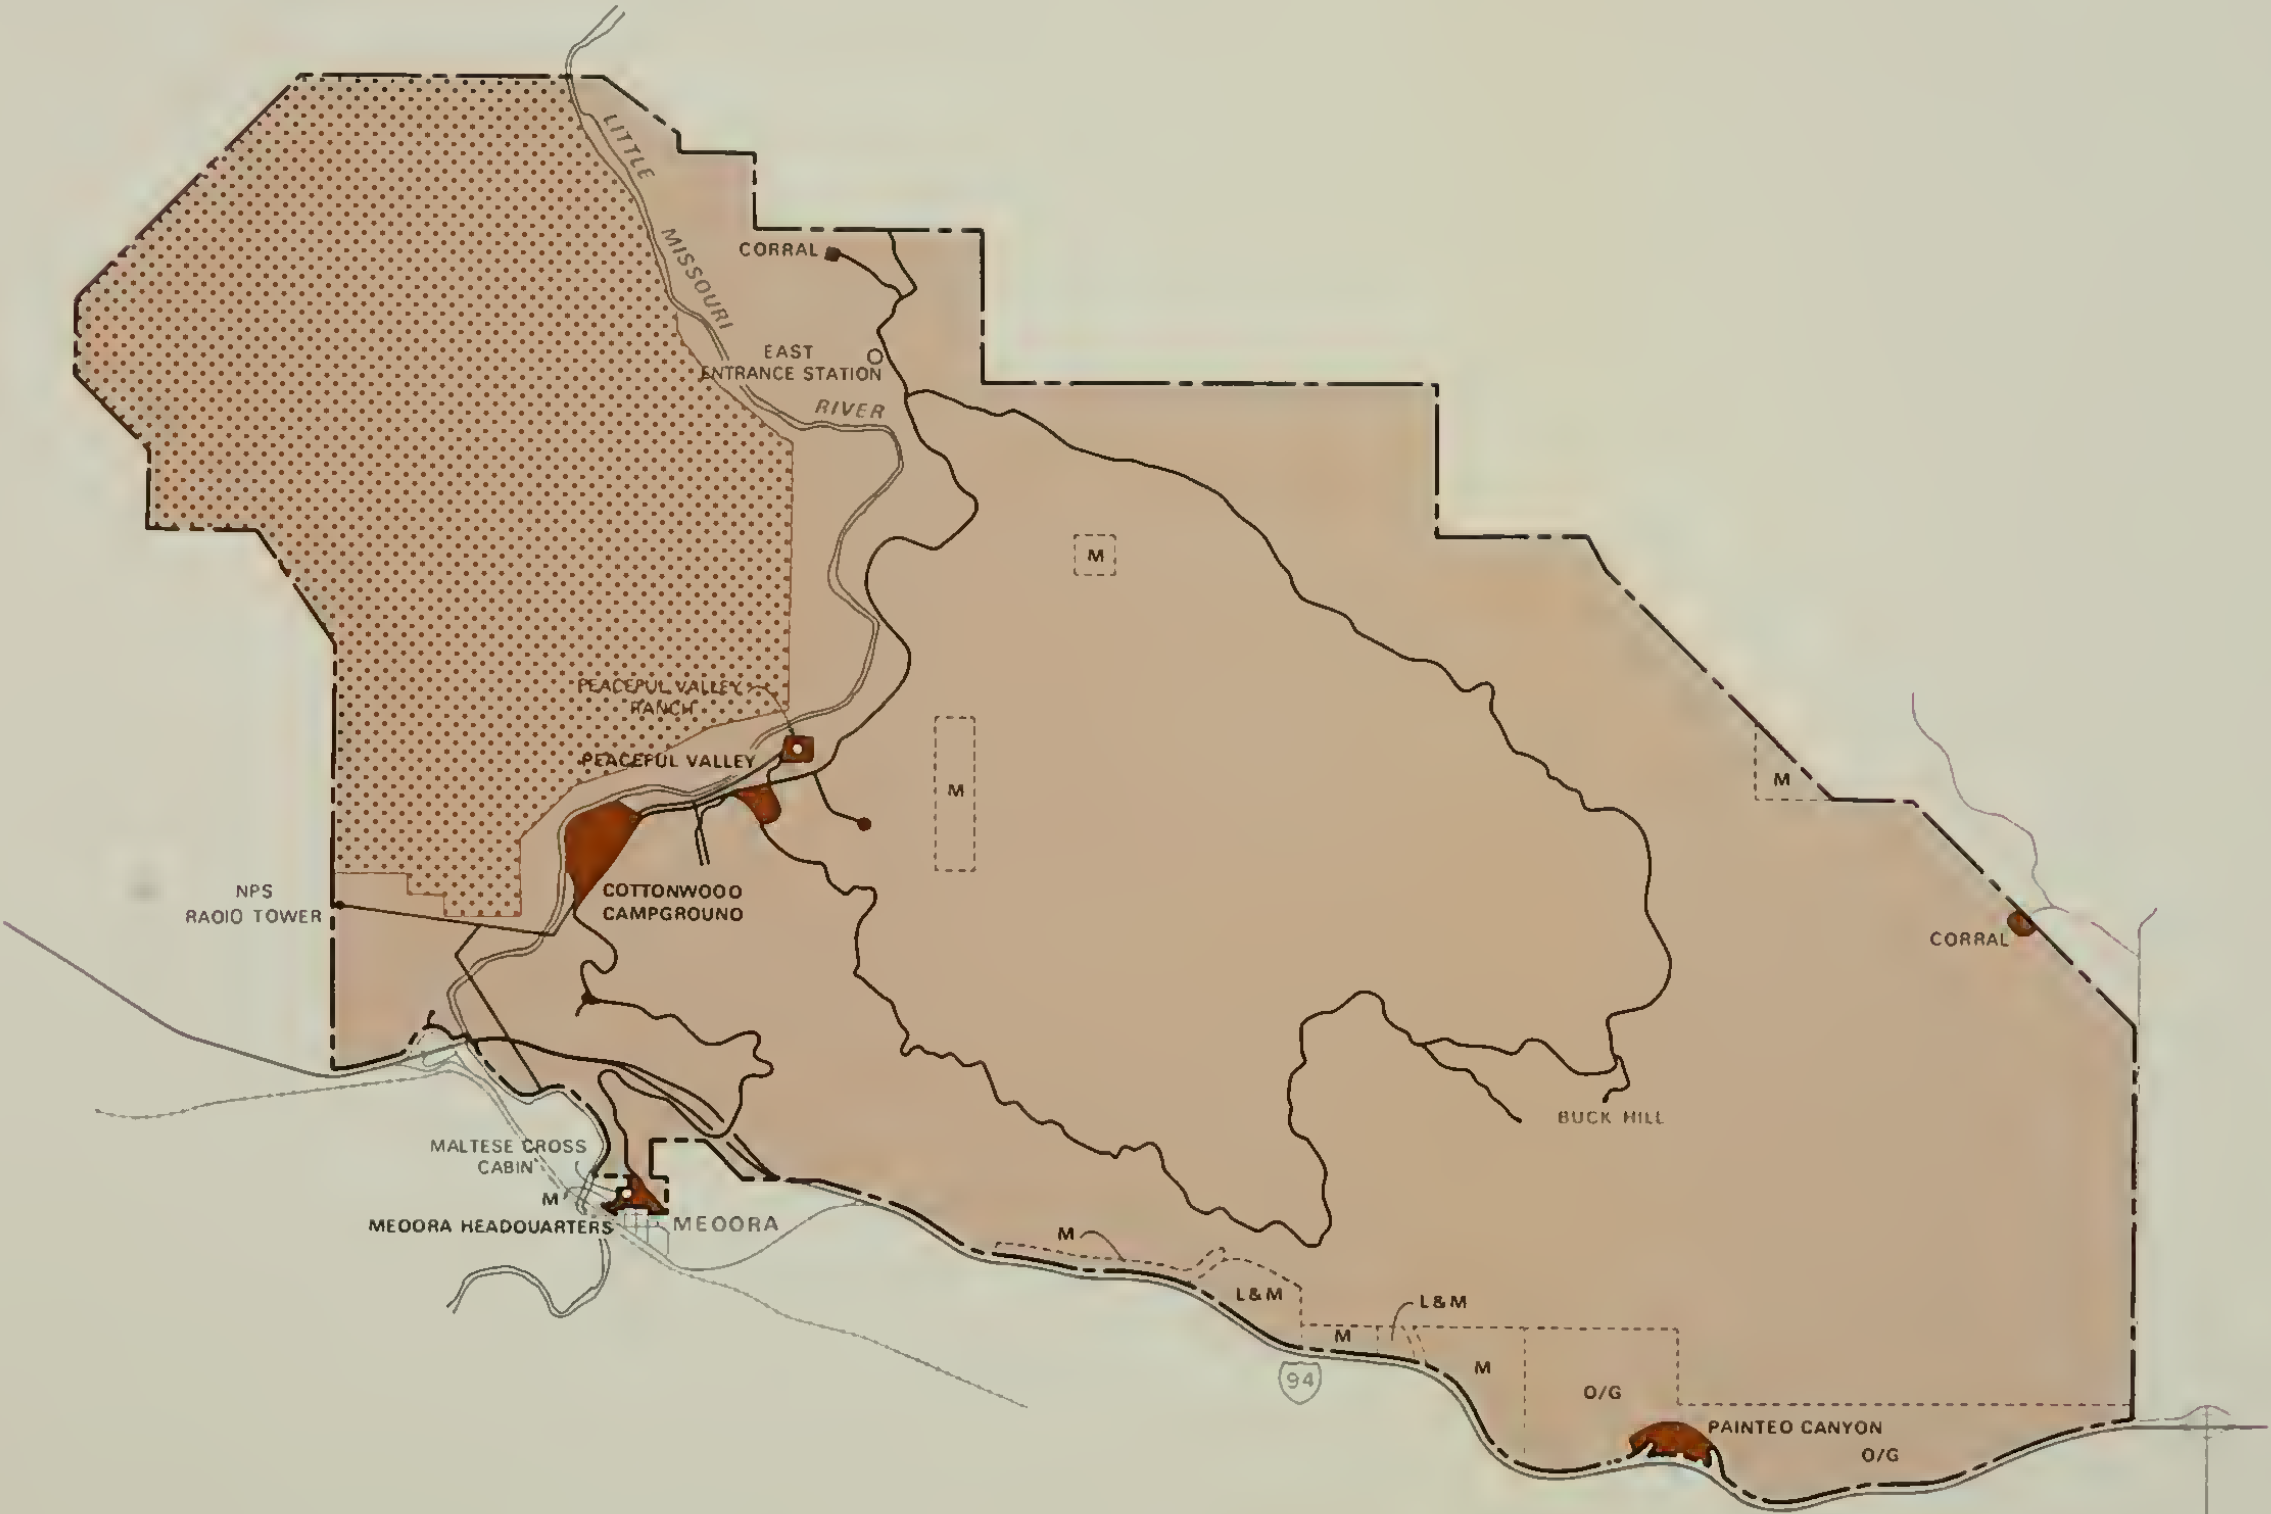 LITTLE
MISSOURI
RIVER
CORRAL
EAST
ENTRANCE STATION
M
PEACEFUL VALLEY
RANCH
PEACEFUL VALLEY
M
M
NPS
RAOIO TOWER
COTTONWOOO
CAMPGROUNO
CORRAL
BUCK HILL
MALTESE CROSS
CABIN
M
MEOORA HEADOUARTERS
MEOORA
M
L&M
L&M
M
M
94
O/G
PAINTEO CANYON
O/G